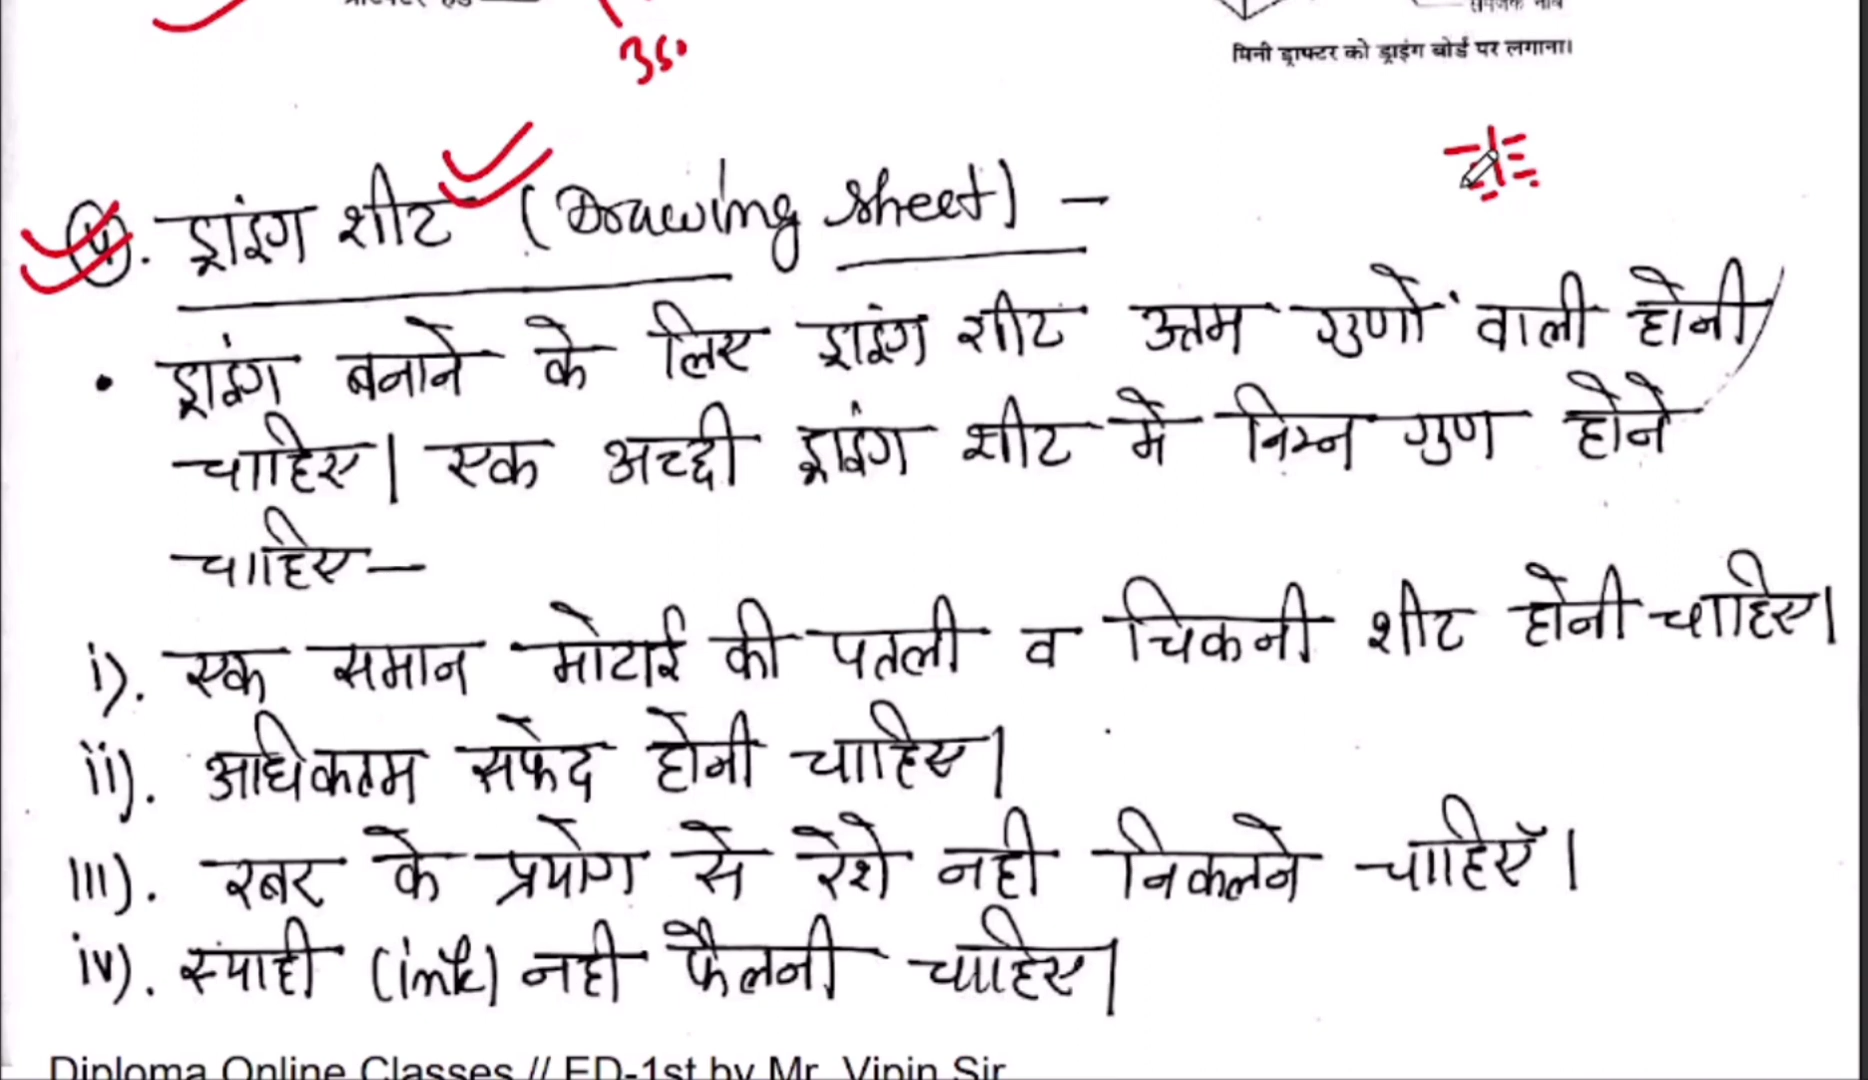 360
मिनी ड्राफ्टर को ड्राइंग बोर्ड पर लगाना।
4. ड्राइंग शीट (Drawing sheet) -
• ड्राइंग बनाने के लिए ड्राइंग शीट उत्तम गुणों वाली होनी
चाहिए। एक अच्छी ड्राइंग शीट मे निम्न गुण होने
चाहिए-
i). एक समान मोटाई की पतली व चिकनी शीट होनी चाहिए।
ii). अधिकतम सफेद होनी चाहिए।
iii). रबर के प्रयोग से रेशे नही निकलने चाहिएँ।
iv). स्याही (ink) नही फैलनी चाहिए।
Diploma Online Classes // ED-1st by Mr. Vipin Sir